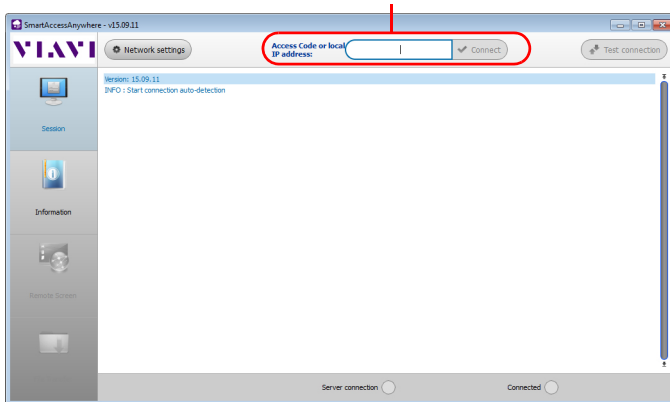 SmartAccessAnywhere - v15.09.11
VIAVI
Network settings
Access Code or local
IP address:
Connect
Test connection
Version: 15.09.11
INFO : Start connection auto-detection
Session
Information
Remote Screen
Server connection
Connected